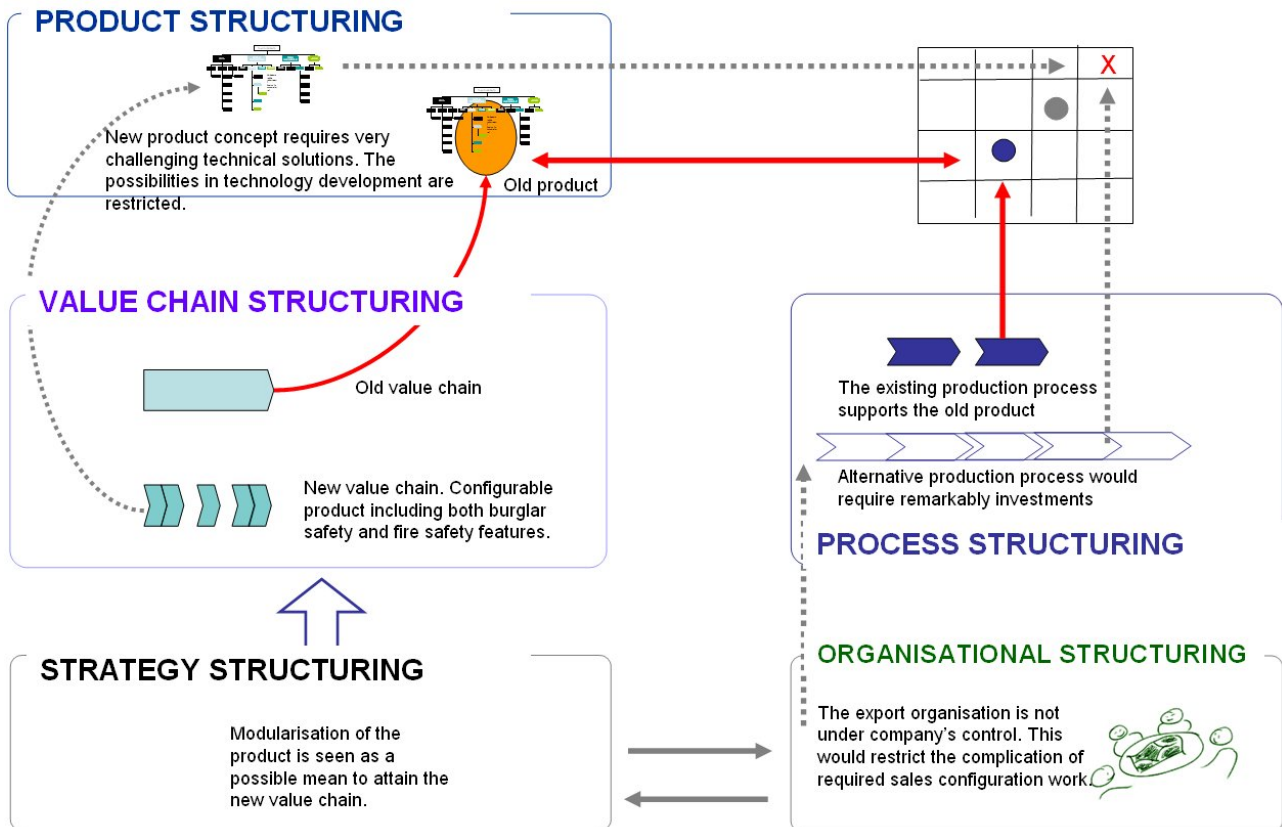 PRODUCT STRUCTURING
New product concept requires very
challenging technical solutions. The
possibilities in technology development are
restricted.
Old product
X
VALUE CHAIN STRUCTURING
Old value chain
New value chain. Configurable
product including both burglar
safety and fire safety features.
The existing production process
supports the old product
Alternative production process would
require remarkably investments
PROCESS STRUCTURING
STRATEGY STRUCTURING
Modularisation of the
product is seen as a
possible mean to attain the
new value chain.
ORGANISATIONAL STRUCTURING
The export organisation is not
under company's control. This
would restrict the complication of
required sales configuration work.